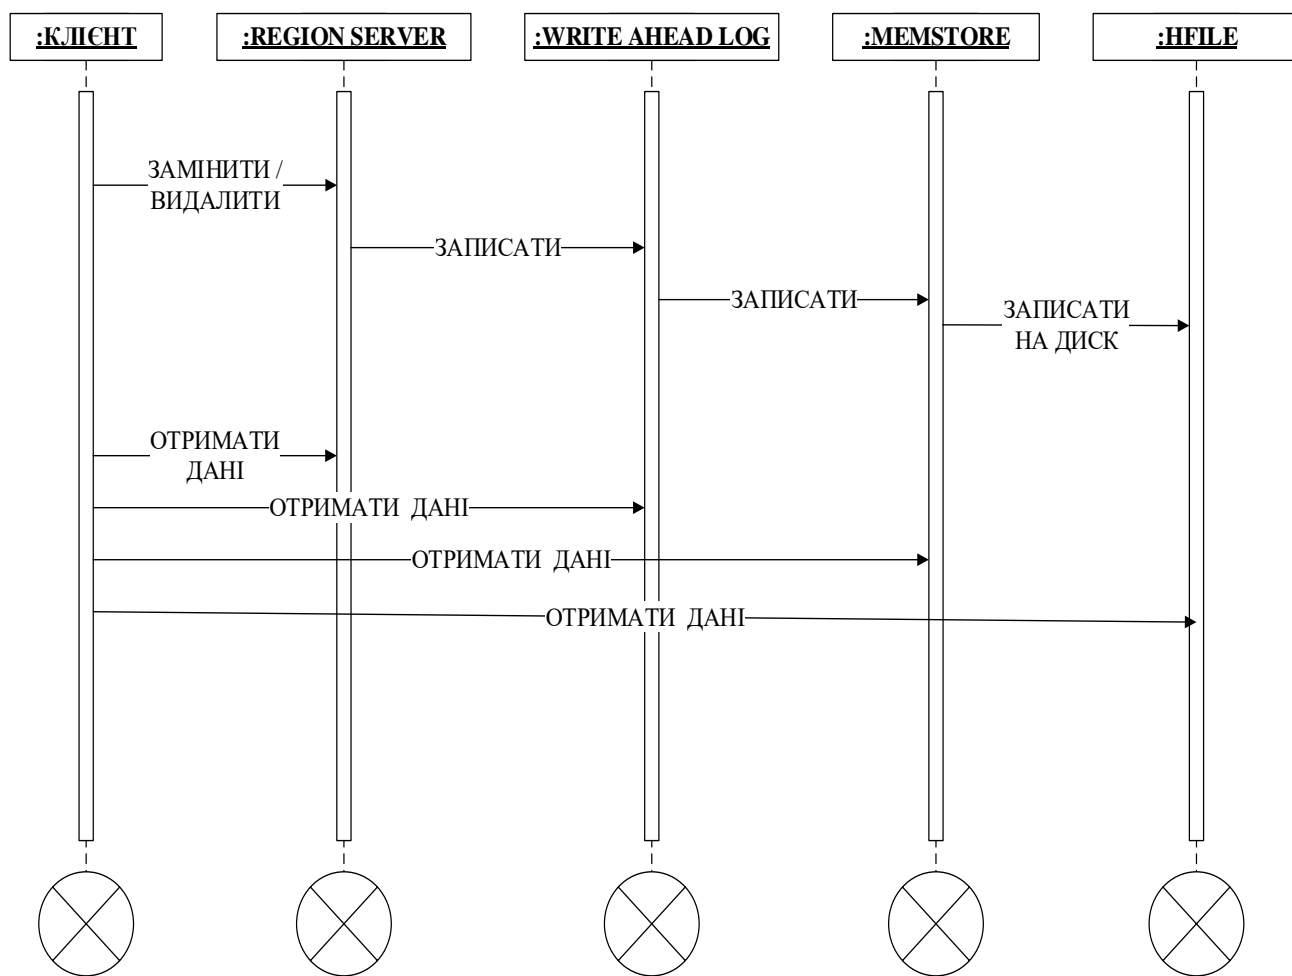 :КЛІЄНТ
:REGION SERVER
:WRITE AHEAD LOG
:MEMSTORE
:HFILE
ЗАМІНИТИ /
ВИДАЛИТИ
ЗАПИСАТИ
ЗАПИСАТИ
ЗАПИСАТИ
НА ДИСК
ОТРИМАТИ
ДАНІ
ОТРИМАТИ ДАНІ
ОТРИМАТИ ДАНІ
ОТРИМАТИ ДАНІ